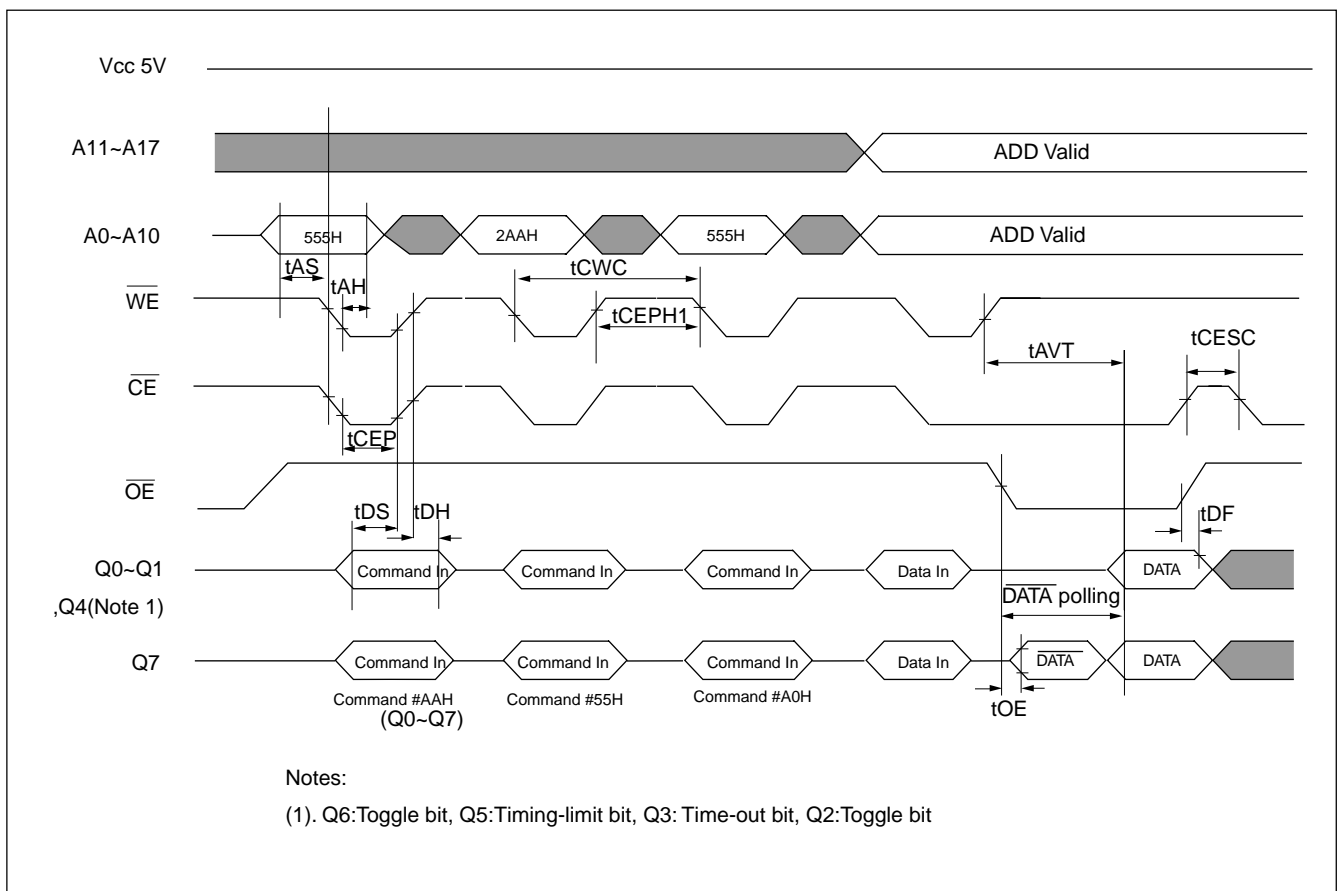 Vcc 5V
A11~A17
ADD Valid
A0~A10
555H
2AAH
555H
ADD Valid
tAS
tCWC
tAH
WE
tCEPH1
tAVT
tCESC
CE
tCEP
OE
tDS
tDH
tDF
Q0~Q1
Command In
Command In
Command In
Data In
DATA
,Q4(Note 1)
DATA polling
Q7
Command In
Command In
Command In
Data In
DATA
DATA
Command #AAH
Command #55H
Command #A0H
(Q0~Q7)
tOE
Notes:
(1). Q6:Toggle bit, Q5:Timing-limit bit, Q3: Time-out bit, Q2:Toggle bit